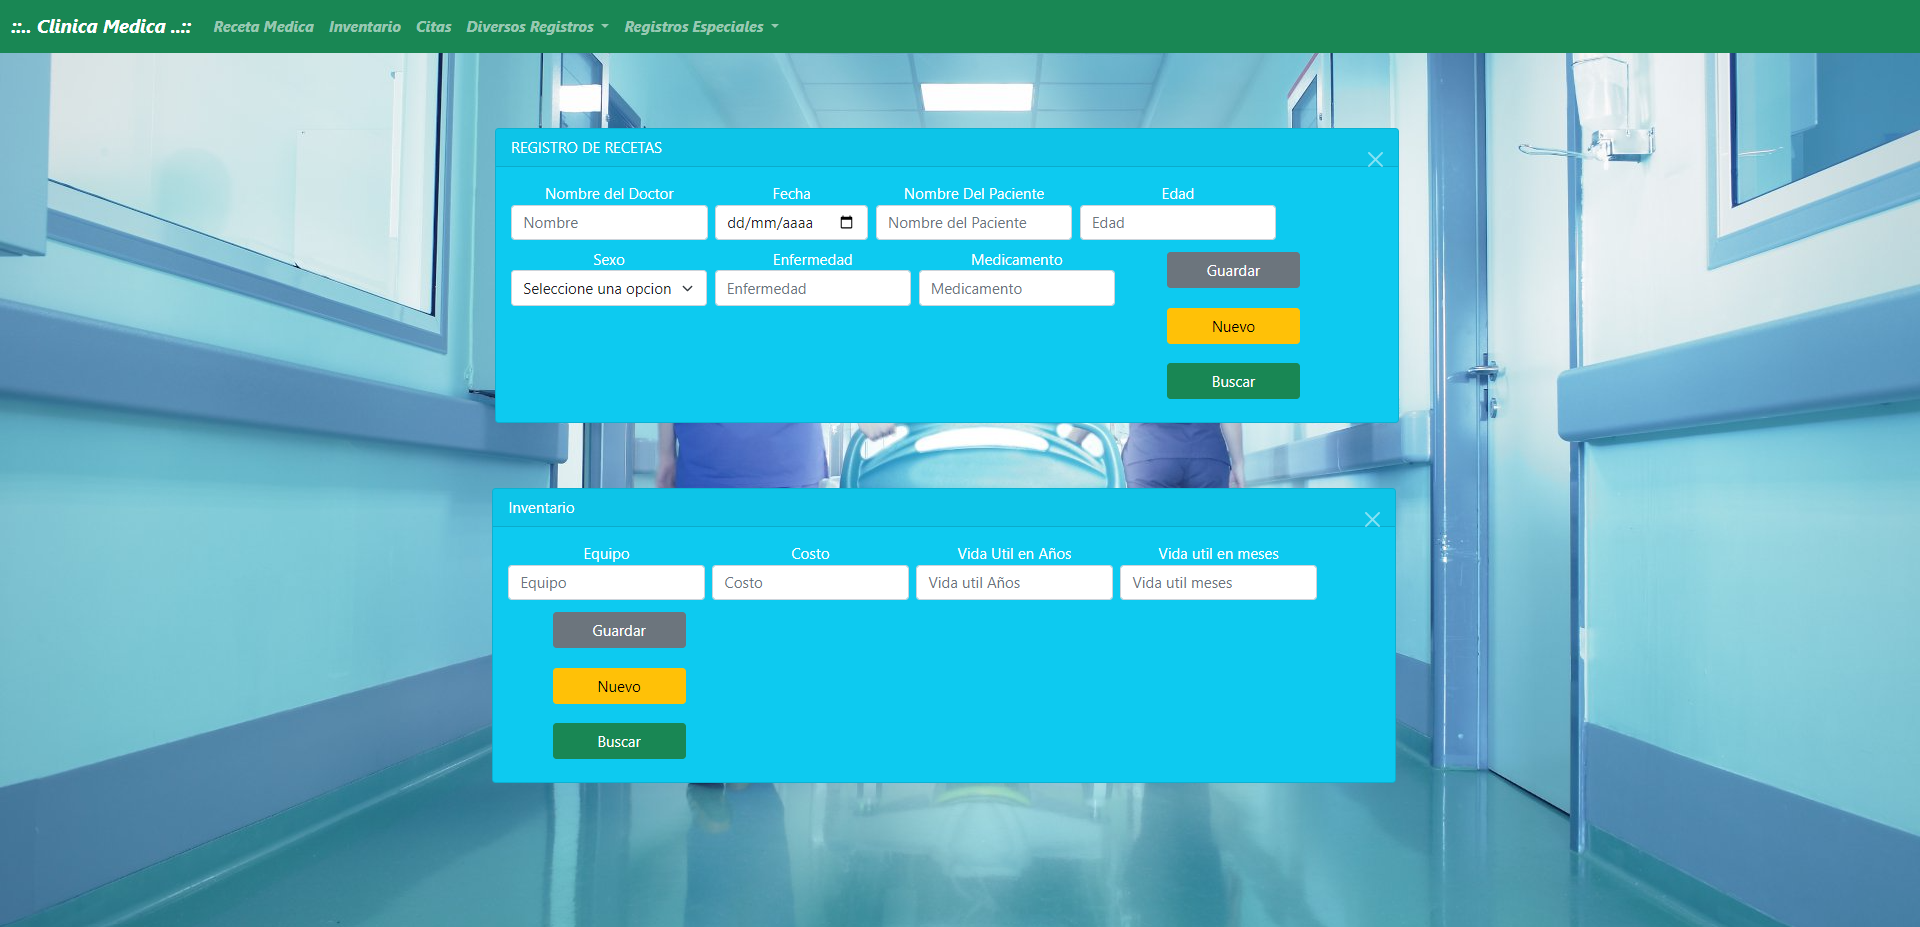 ::.. Clinica Medica ..:: Receta Medica Inventario Citas Diversos Registros Registros Especiales
REGISTRO DE RECETAS
Nombre del Doctor Fecha Nombre Del Paciente Edad
Nombre dd/mm/aaaa Nombre del Paciente Edad
Sexo Enfermedad Medicamento
Seleccione una opcion Enfermedad Medicamento
Guardar
Nuevo
Buscar
Inventario
Equipo Costo Vida Util en Años Vida util en meses
Equipo Costo Vida util Años Vida util meses
Guardar
Nuevo
Buscar